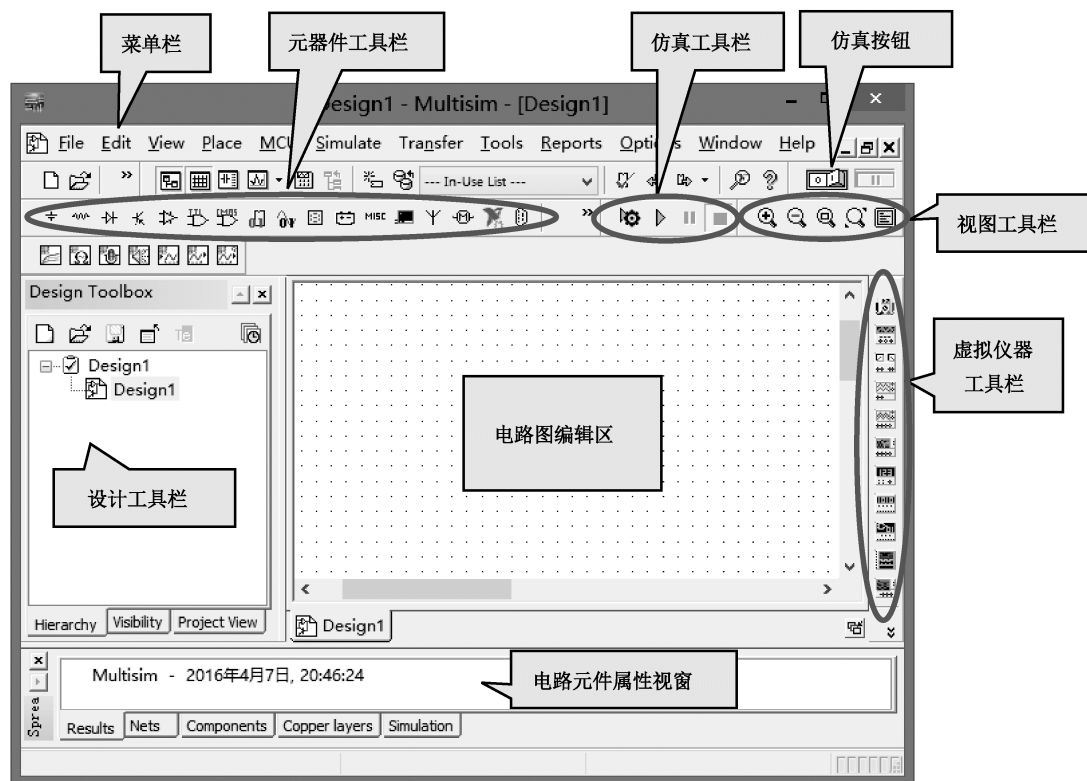 菜单栏
元器件工具栏
仿真工具栏
仿真按钮
Design1 - Multisim - [Design1]
File Edit View Place MCU Simulate Transfer Tools Reports Options Window Help
--- In-Use List ---
MISC
视图工具栏
Design Toolbox
Design1
Design1
虚拟仪器
工具栏
电路图编辑区
设计工具栏
Hierarchy Visibility Project View
Design1
Multisim - 2016年4月7日, 20:46:24
电路元件属性视窗
Sprea
Results Nets Components Copper layers Simulation